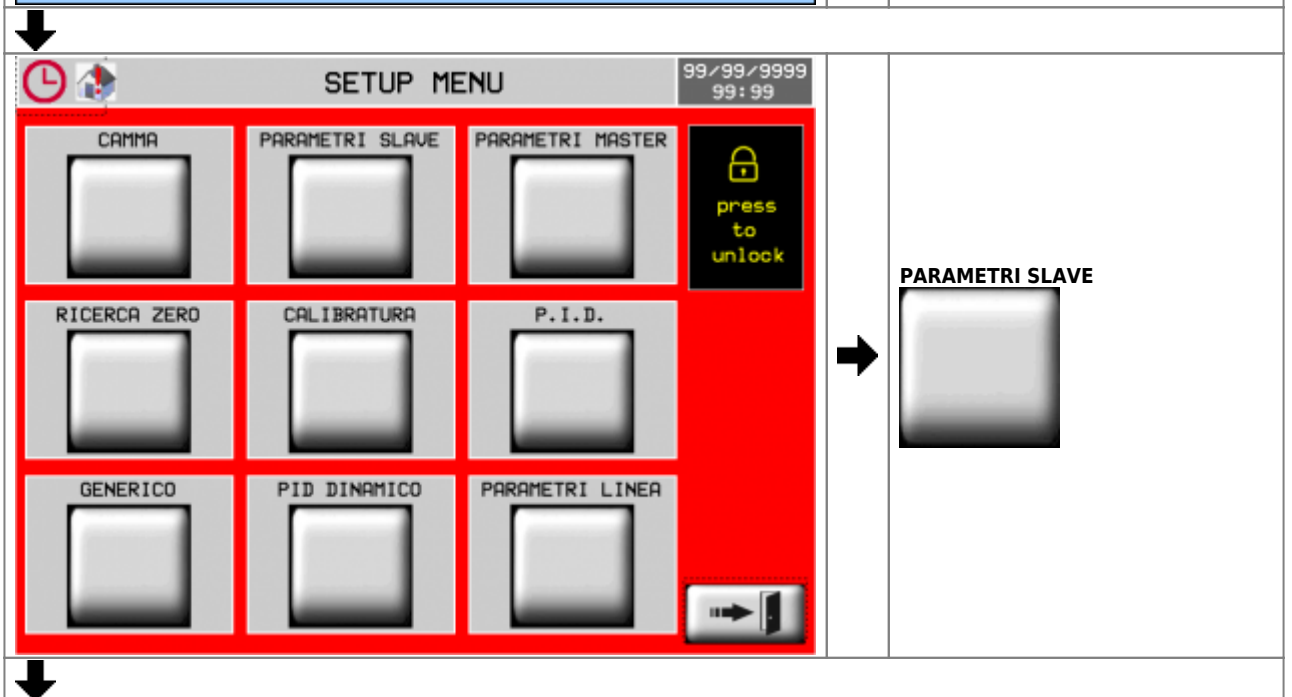 SETUP MENU
99/99/9999
99:99
CAMMA
PARAMETRI SLAVE
PARAMETRI MASTER
press
to
unlock
RICERCA ZERO
CALIBRATURA
P.I.D.
GENERICO
PID DINAMICO
PARAMETRI LINEA
PARAMETRI SLAVE